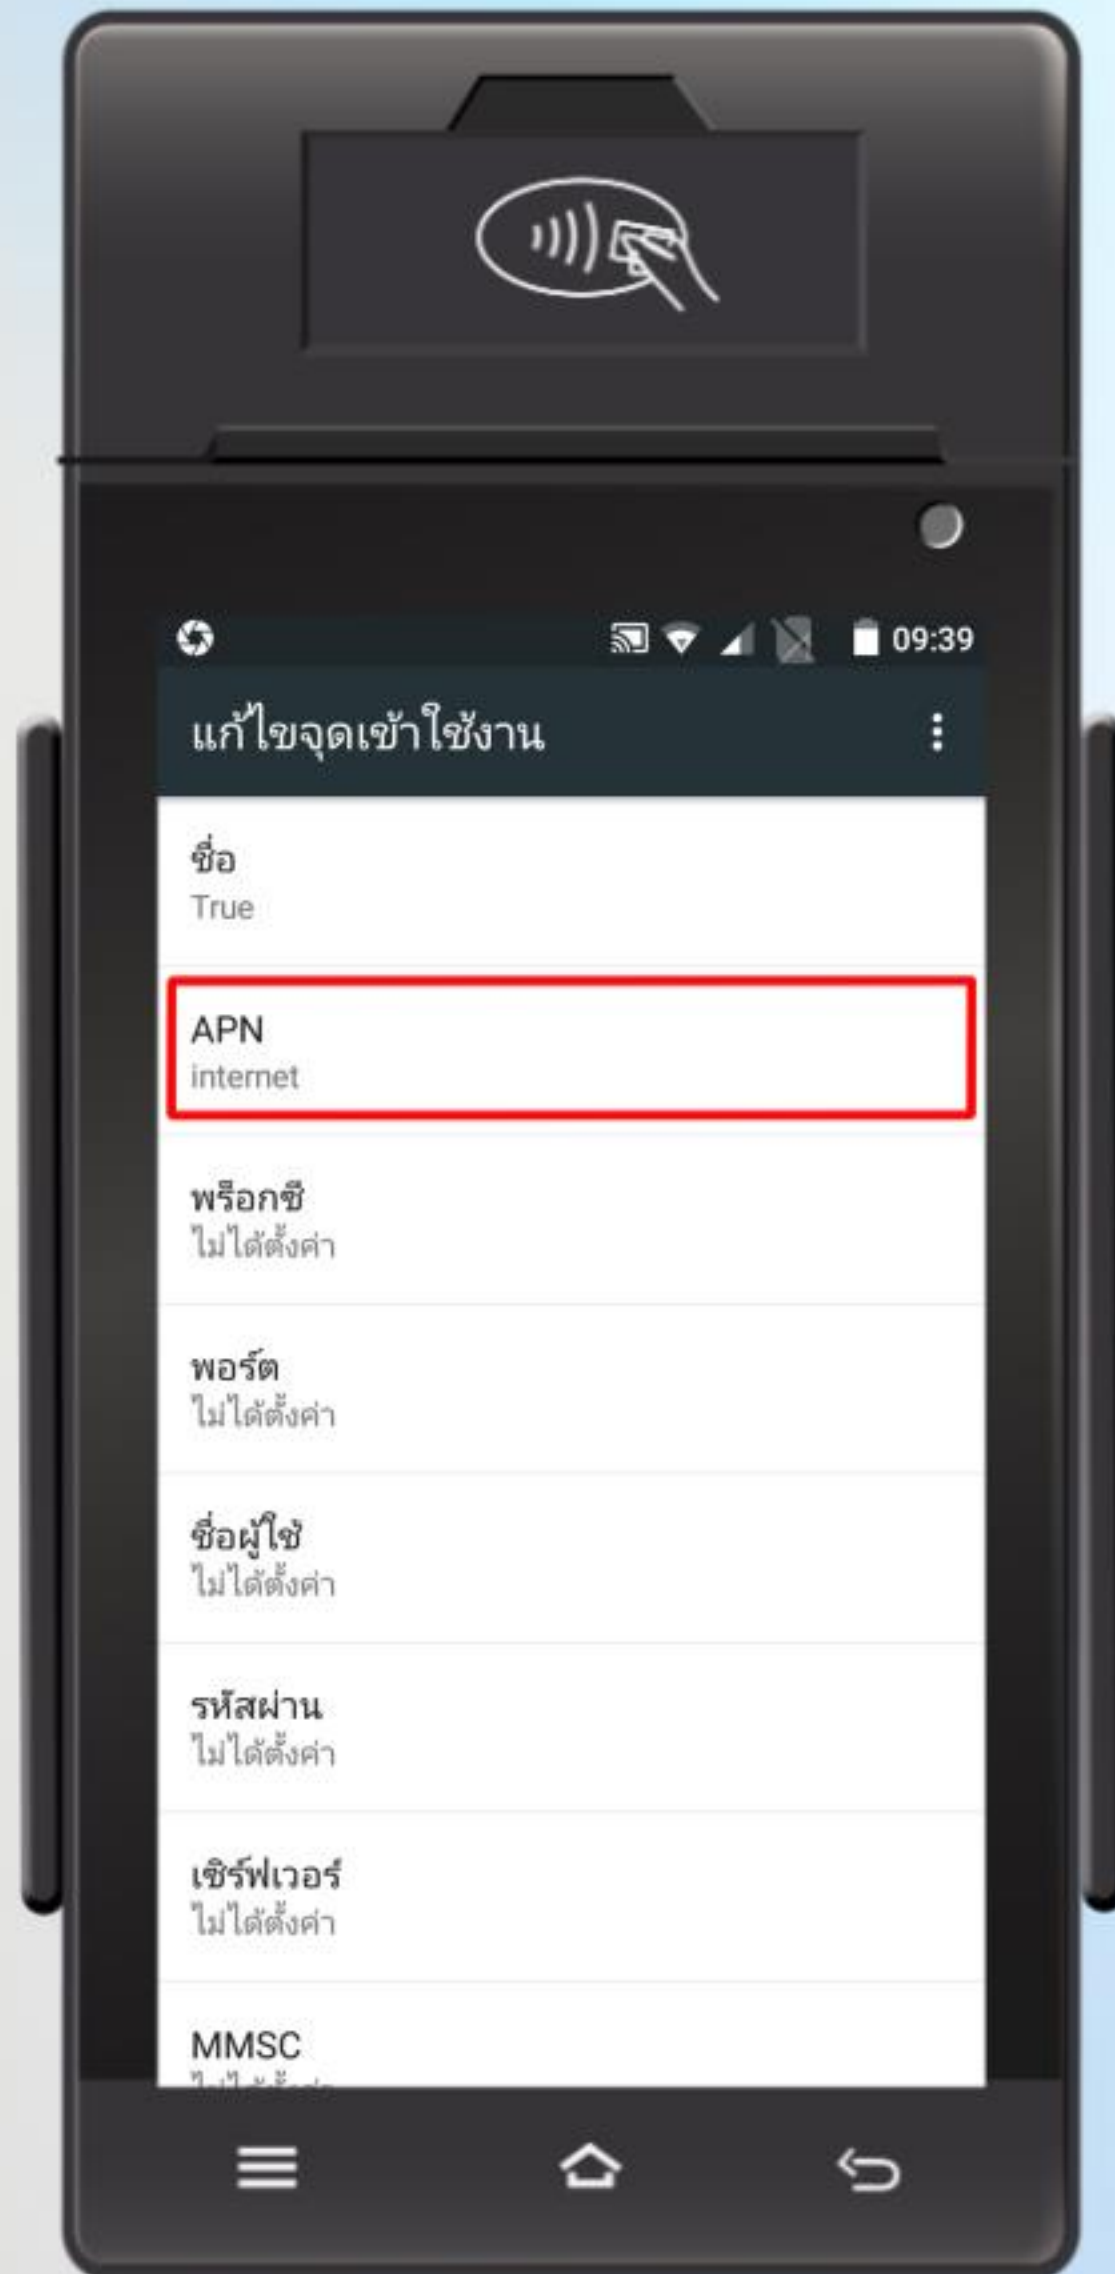 09:39
แก้ไขจุดเข้าใช้งาน
ชื่อ
True
APN
internet
พร็อกซี
ไม่ได้ตั้งค่า
พอร์ต
ไม่ได้ตั้งค่า
ชื่อผู้ใช้
ไม่ได้ตั้งค่า
รหัสผ่าน
ไม่ได้ตั้งค่า
เซิร์ฟเวอร์
ไม่ได้ตั้งค่า
MMSC